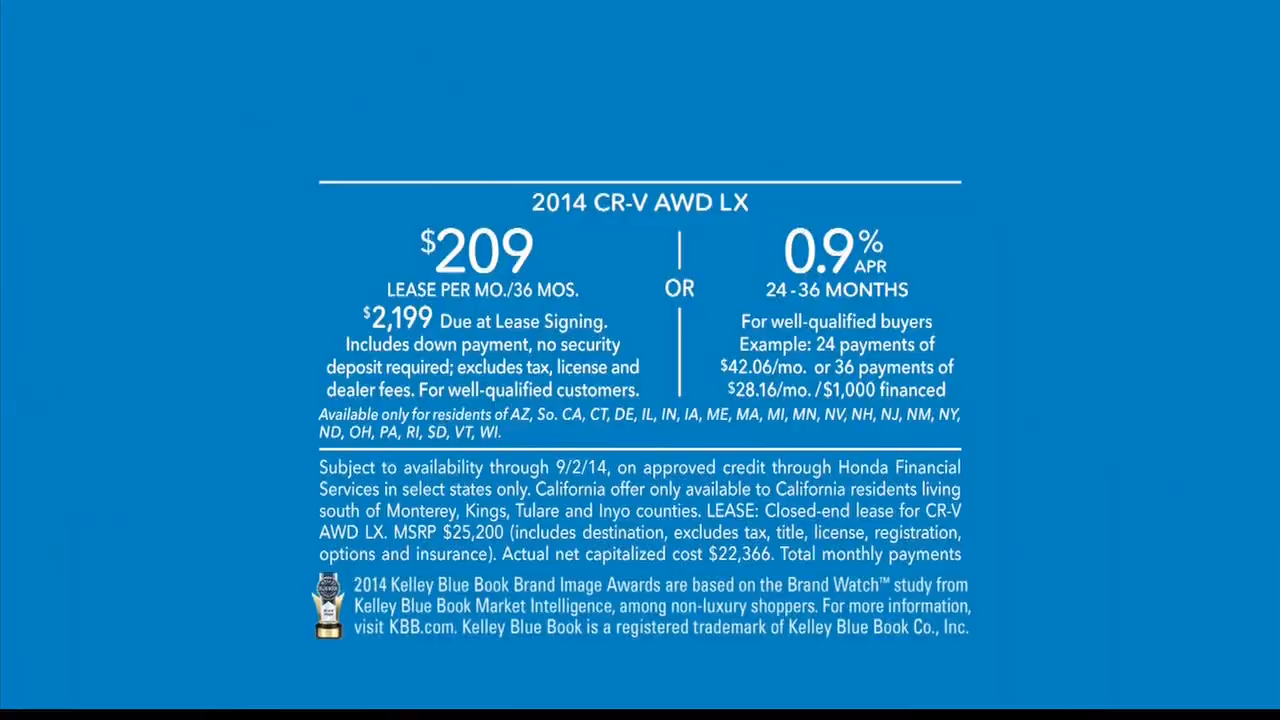 2014 CR-V AWD LX
$209
LEASE PER MO./36 MOS.
$2,199 Due at Lease Signing.
Includes down payment, no security
deposit required; excludes tax, license and
dealer fees. For well-qualified customers.
OR
0.9% APR
24-36 MONTHS
For well-qualified buyers
Example: 24 payments of
$42.06/mo. or 36 payments of
$28.16/mo. / $1,000 financed
Available only for residents of AZ, So. CA, CT, DE, IL, IN, IA, ME, MA, MI, MN, NV, NH, NJ, NM, NY,
ND, OH, PA, RI, SD, VT, WI.
Subject to availability through 9/2/14, on approved credit through Honda Financial
Services in select states only. California offer only available to California residents living
south of Monterey, Kings, Tulare and Inyo counties. LEASE: Closed-end lease for CR-V
AWD LX. MSRP $25,200 (includes destination, excludes tax, title, license, registration,
options and insurance). Actual net capitalized cost $22,366. Total monthly payments
2014 Kelley Blue Book Brand Image Awards are based on the Brand Watch™ study from
Kelley Blue Book Market Intelligence, among non-luxury shoppers. For more information,
visit KBB.com. Kelley Blue Book is a registered trademark of Kelley Blue Book Co., Inc.